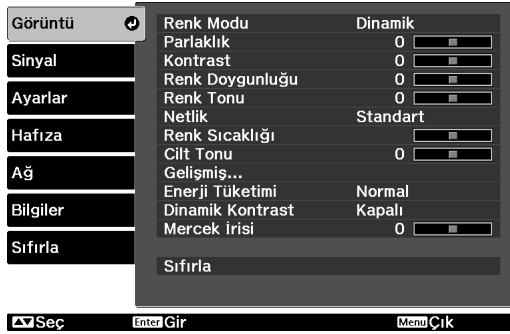 Görüntü
Sinyal
Ayarlar
Hafıza
Ağ
Bilgiler
Sıfırla
Renk Modu Dinamik
Parlaklık 0
Kontrast 0
Renk Doygunluğu 0
Renk Tonu 0
Netlik Standart
Renk Sıcaklığı
Cilt Tonu 0
Gelişmiş...
Enerji Tüketimi Normal
Dinamik Kontrast Kapalı
Mercek İrisi 0
Sıfırla
Seç Enter Gir Menu Çık